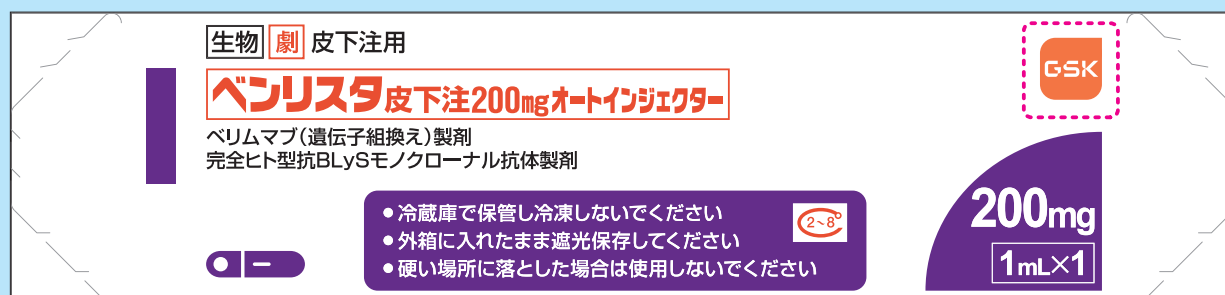 生物 劇 皮下注用
GSK
ベンリスタ皮下注200mgオートインジェクター
ベリムマブ（遺伝子組換え）製剤
完全ヒト型抗BLySモノクローナル抗体製剤
●冷蔵庫で保管し冷凍しないでください
2~8°
●外箱に入れたまま遮光保存してください
●硬い場所に落とした場合は使用しないでください
200mg
1mL×1